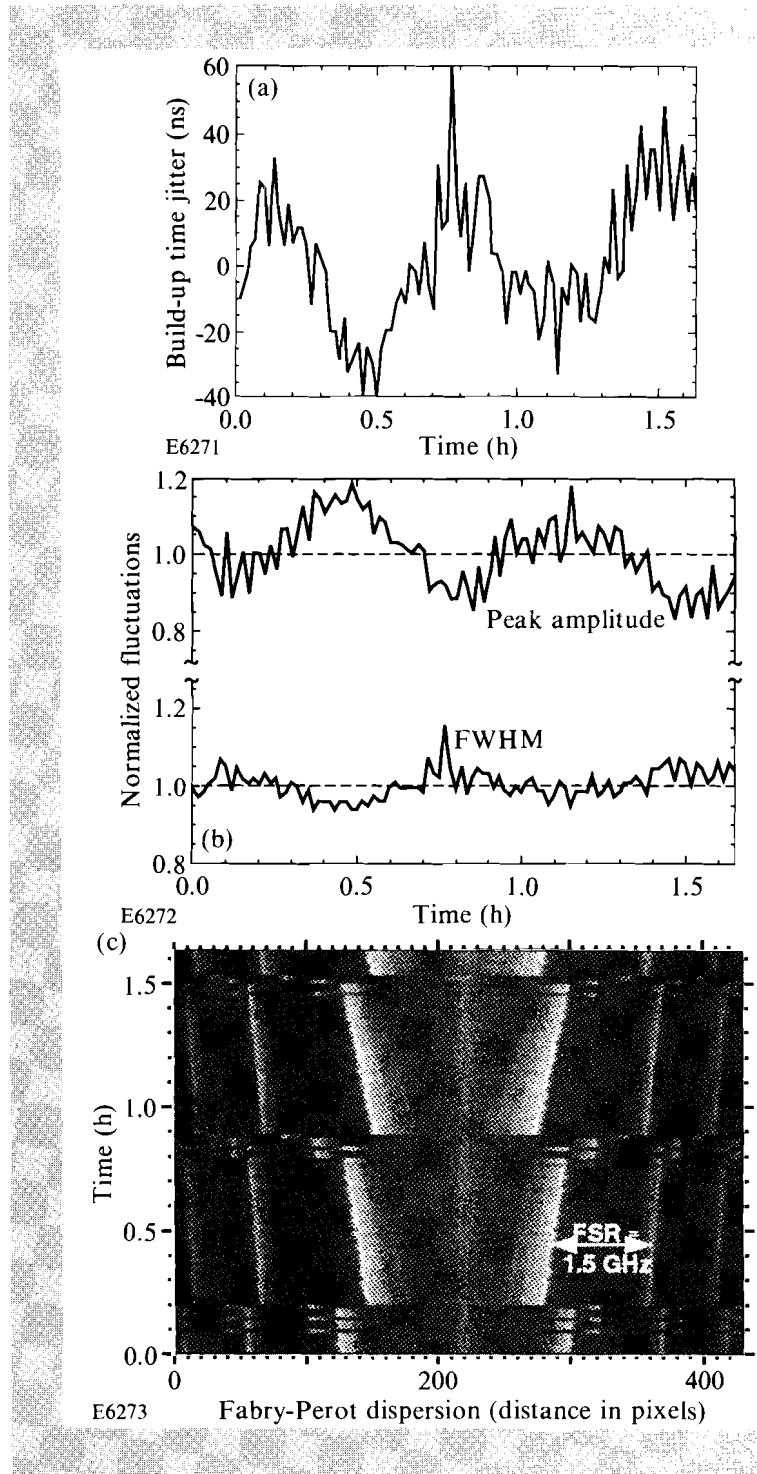 (a)
Build-up time jitter (ns)
60
40
20
0
-20
-40
0.0 0.5 1.0 1.5
E6271
Time (h)
Normalized fluctuations
1.2
1.0
0.8
Peak amplitude
1.2
1.0
0.8
FWHM
(b)
0.0 0.5 1.0 1.5
E6272
Time (h)
(c)
Time (h)
1.5
1.0
0.5
0.0
FSR =
1.5 GHz
0 200 400
E6273
Fabry-Perot dispersion (distance in pixels)